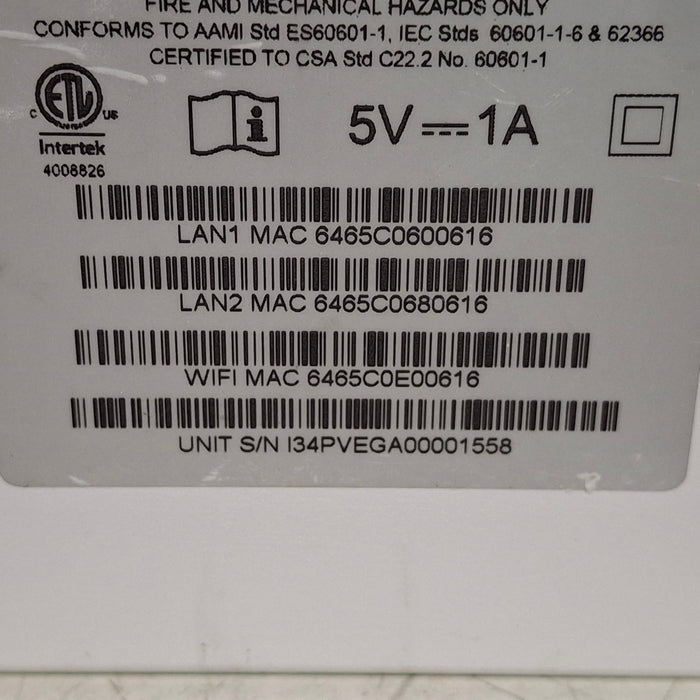 FIRE AND MECHANICAL HAZARDS ONLY
CONFORMS TO AAMI Std ES60601-1, IEC Stds 60601-1-6 & 62366
CERTIFIED TO CSA Std C22.2 No. 60601-1
C ETL US
Intertek
4008826
i
5V⎓1A
LAN1 MAC 6465C0600616
LAN2 MAC 6465C0680616
WIFI MAC 6465C0E00616
UNIT S/N I34PVEGA00001558